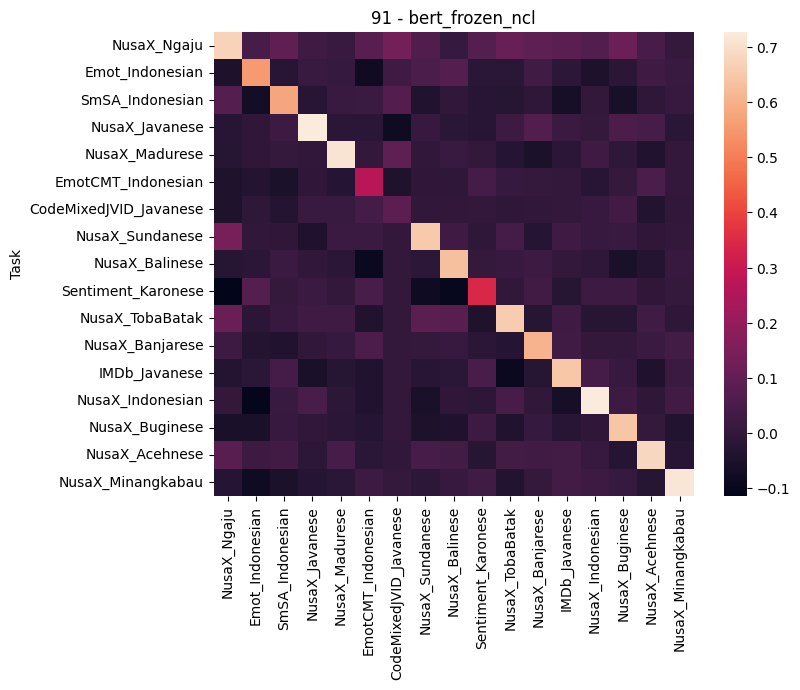 91 - bert_frozen_ncl
Task
NusaX_Ngaju
Emot_Indonesian
SmSA_Indonesian
NusaX_Javanese
NusaX_Madurese
EmotCMT_Indonesian
CodeMixedJVID_Javanese
NusaX_Sundanese
NusaX_Balinese
Sentiment_Karonese
NusaX_TobaBatak
NusaX_Banjarese
IMDb_Javanese
NusaX_Indonesian
NusaX_Buginese
NusaX_Acehnese
NusaX_Minangkabau
NusaX_Ngaju
Emot_Indonesian
SmSA_Indonesian
NusaX_Javanese
NusaX_Madurese
EmotCMT_Indonesian
CodeMixedJVID_Javanese
NusaX_Sundanese
NusaX_Balinese
Sentiment_Karonese
NusaX_TobaBatak
NusaX_Banjarese
IMDb_Javanese
NusaX_Indonesian
NusaX_Buginese
NusaX_Acehnese
NusaX_Minangkabau
0.7
0.6
0.5
0.4
0.3
0.2
0.1
0.0
−0.1